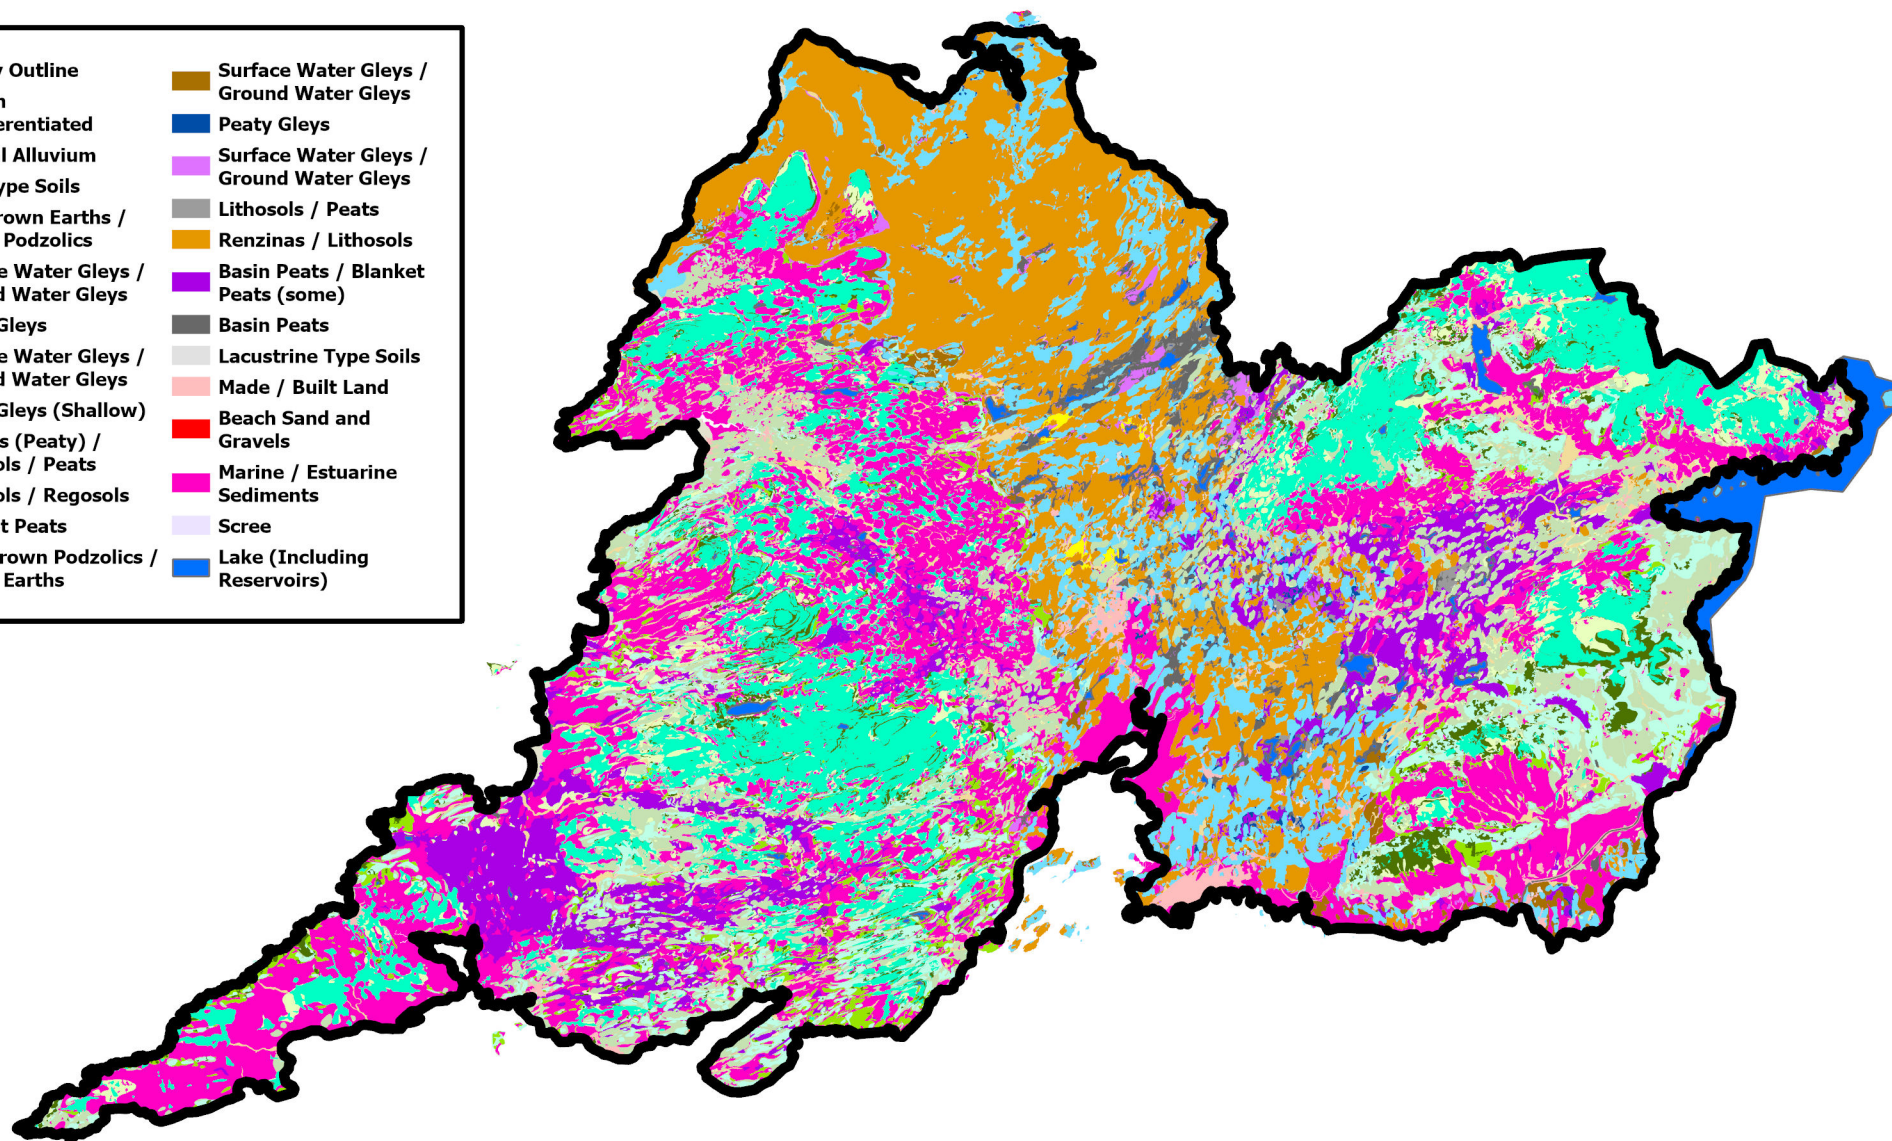 y Outline
n
erentiated
l Alluvium
ype Soils
rown Earths /
Podzolics
e Water Gleys /
d Water Gleys
Gleys
e Water Gleys /
d Water Gleys
Gleys (Shallow)
s (Peaty) /
ols / Peats
ols / Regosols
t Peats
rown Podzolics /
Earths
Surface Water Gleys /
Ground Water Gleys
Peaty Gleys
Surface Water Gleys /
Ground Water Gleys
Lithosols / Peats
Renzinas / Lithosols
Basin Peats / Blanket
Peats (some)
Basin Peats
Lacustrine Type Soils
Made / Built Land
Beach Sand and
Gravels
Marine / Estuarine
Sediments
Scree
Lake (Including
Reservoirs)